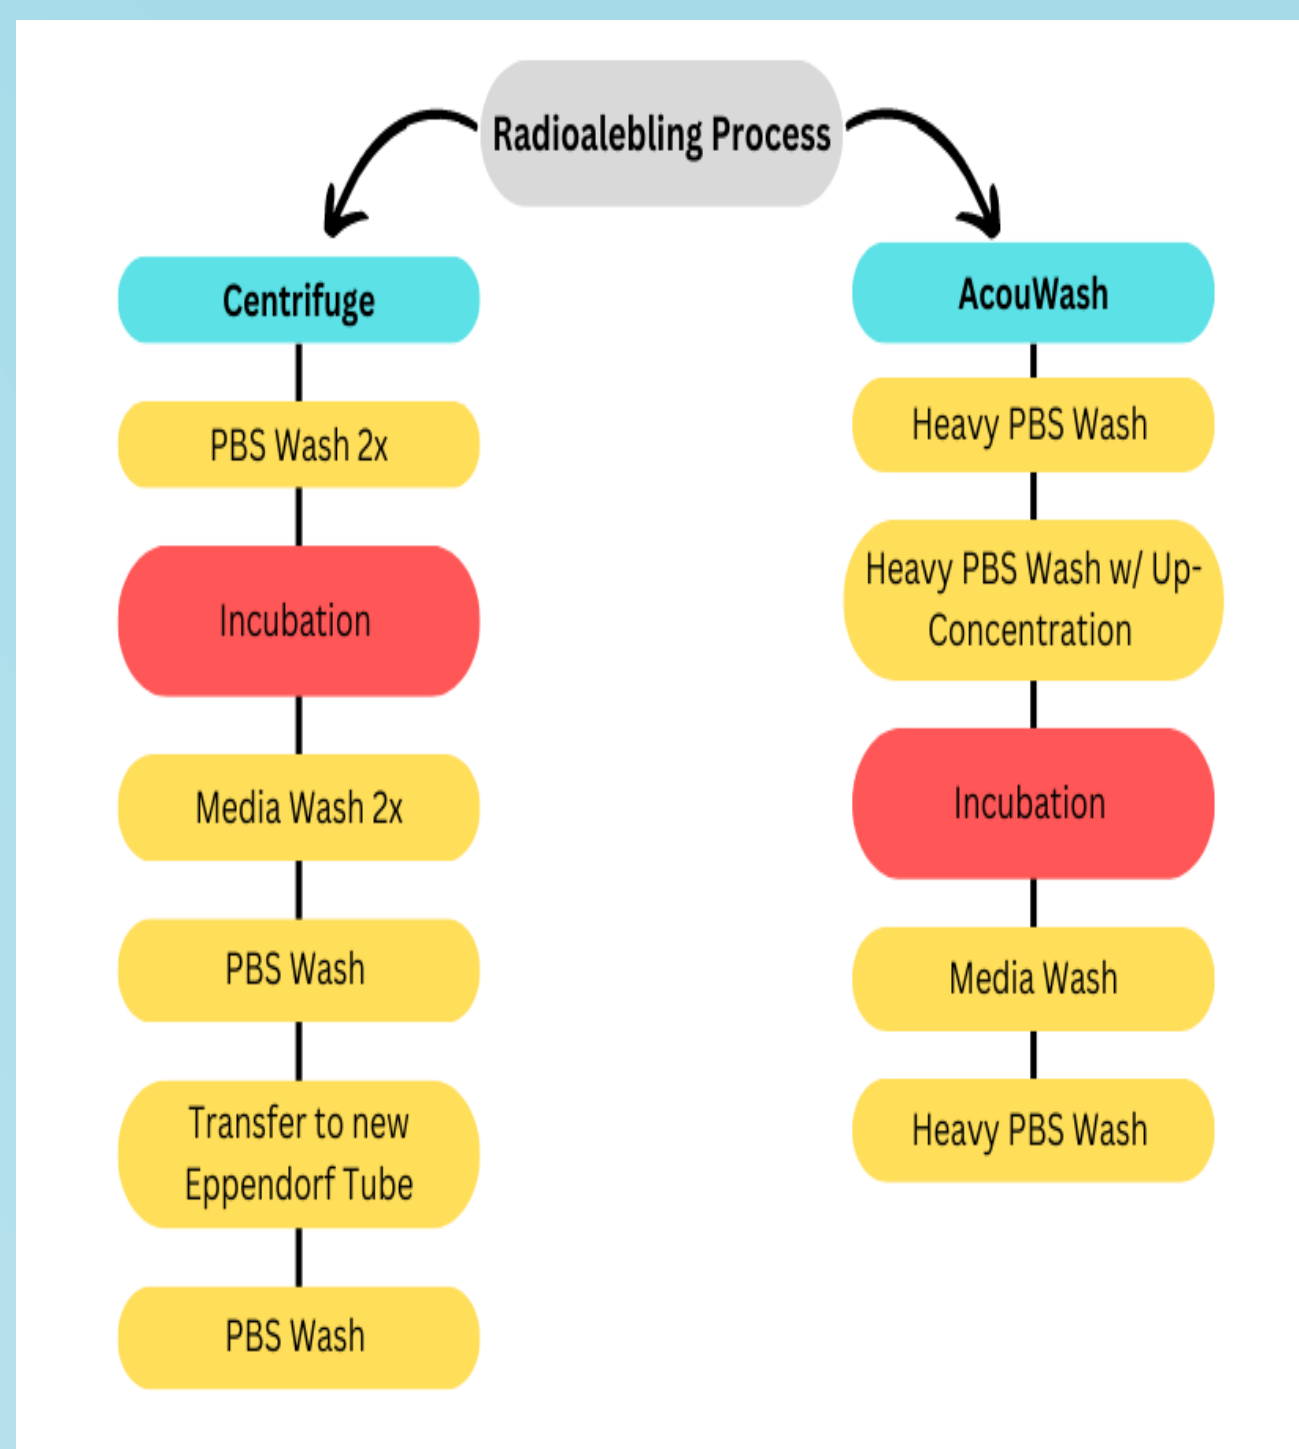 Radioalebling Process
Centrifuge
PBS Wash 2x
Incubation
Media Wash 2x
PBS Wash
Transfer to new
Eppendorf Tube
PBS Wash
AcouWash
Heavy PBS Wash
Heavy PBS Wash w/ Up-
Concentration
Incubation
Media Wash
Heavy PBS Wash